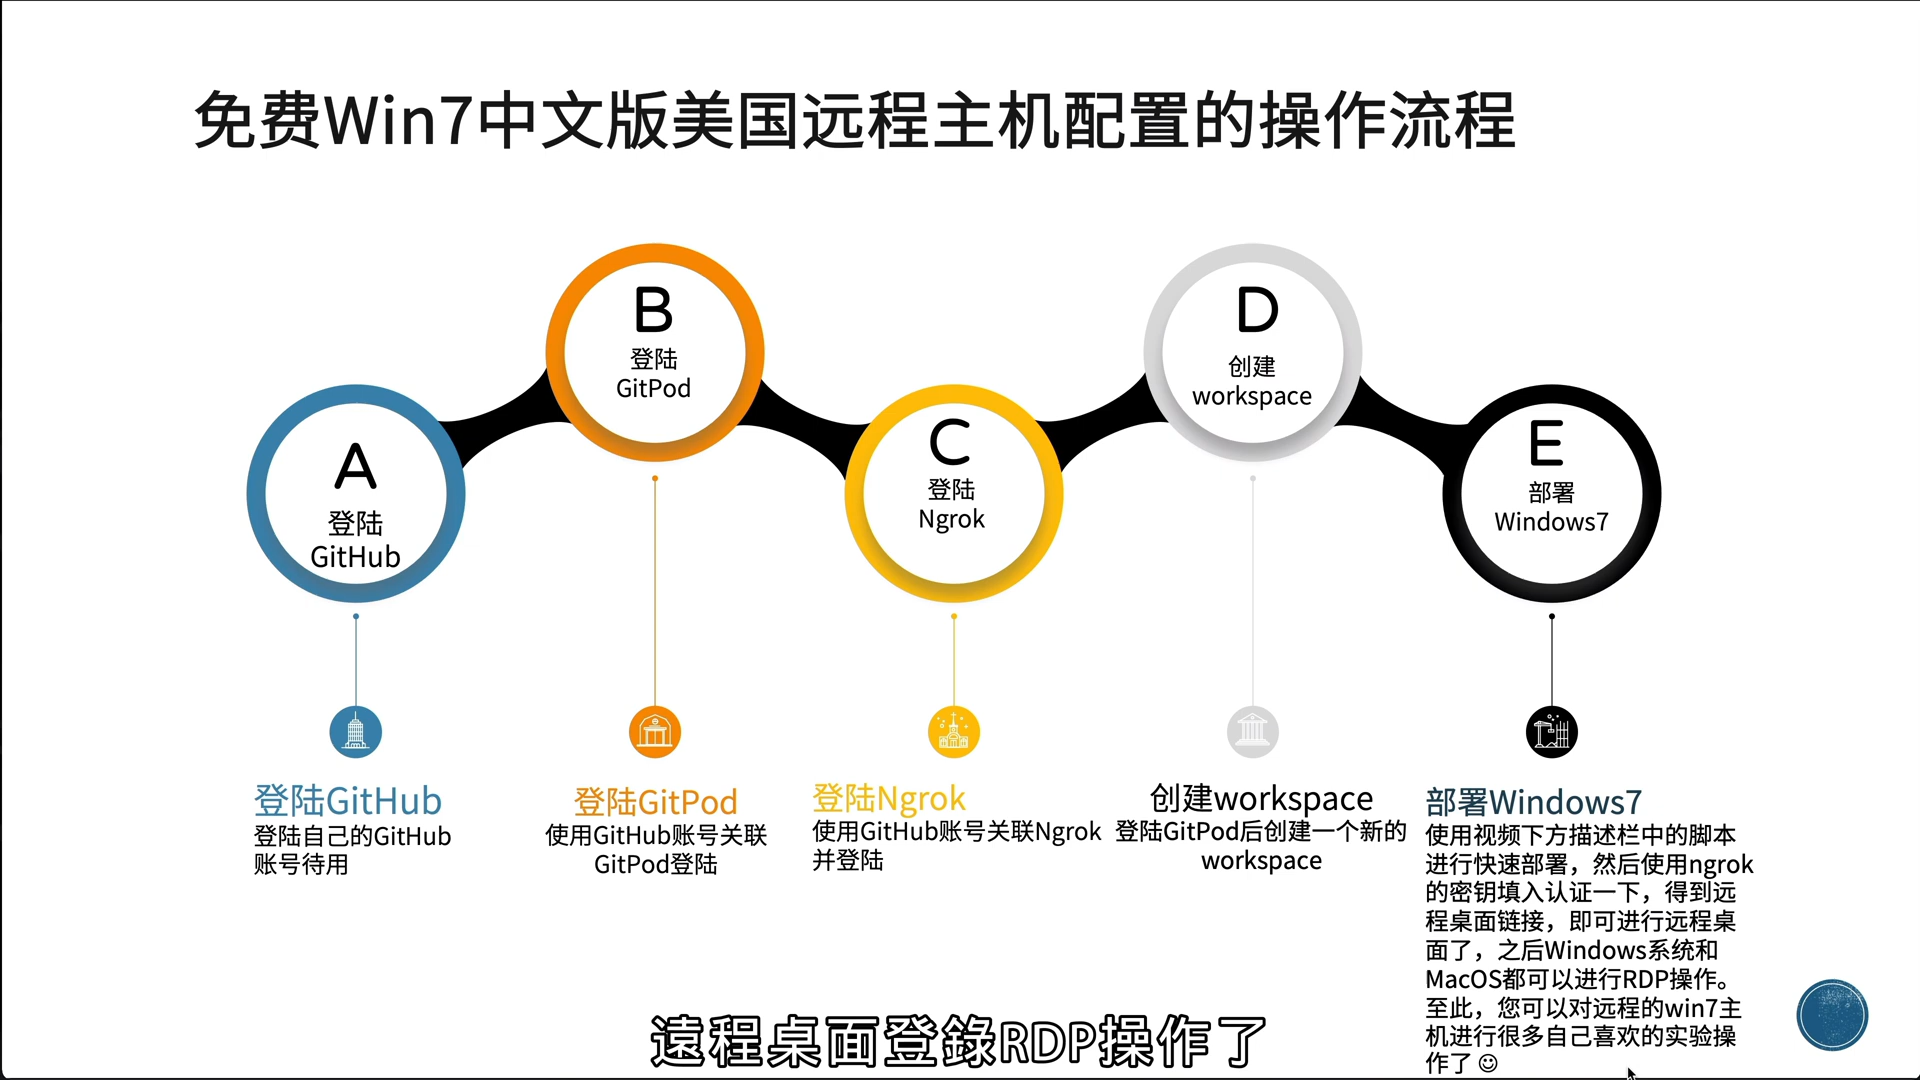 免费Win7中文版美国远程主机配置的操作流程
A
登陆
GitHub
B
登陆
GitPod
C
登陆
Ngrok
D
创建
workspace
E
部署
Windows7
登陆GitHub
登陆自己的GitHub
账号待用
登陆GitPod
使用GitHub账号关联
GitPod登陆
登陆Ngrok
使用GitHub账号关联Ngrok
并登陆
创建workspace
登陆GitPod后创建一个新的
workspace
部署Windows7
使用视频下方描述栏中的脚本
进行快速部署，然后使用ngrok
的密钥填入认证一下，得到远
程桌面链接，即可进行远程桌
面了，之后Windows系统和
MacOS都可以进行RDP操作。
至此，您可以对远程的win7主
机进行很多自己喜欢的实验操
作了☺
遠程桌面登錄RDP操作了